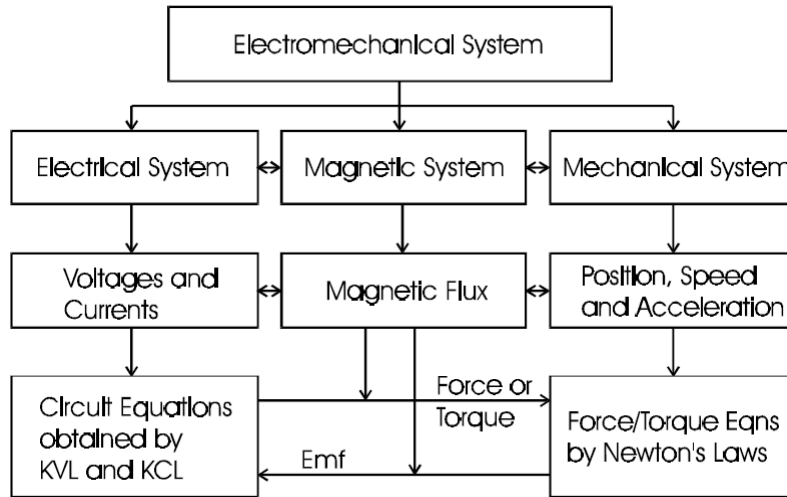 Electromechanical System
Electrical System
Magnetic System
Mechanical System
Voltages and
Currents
Magnetic Flux
Position, Speed
and Acceleration
Circuit Equations
obtained by
KVL and KCL
Force or
Torque
Emf
Force/Torque Eqns
by Newton's Laws